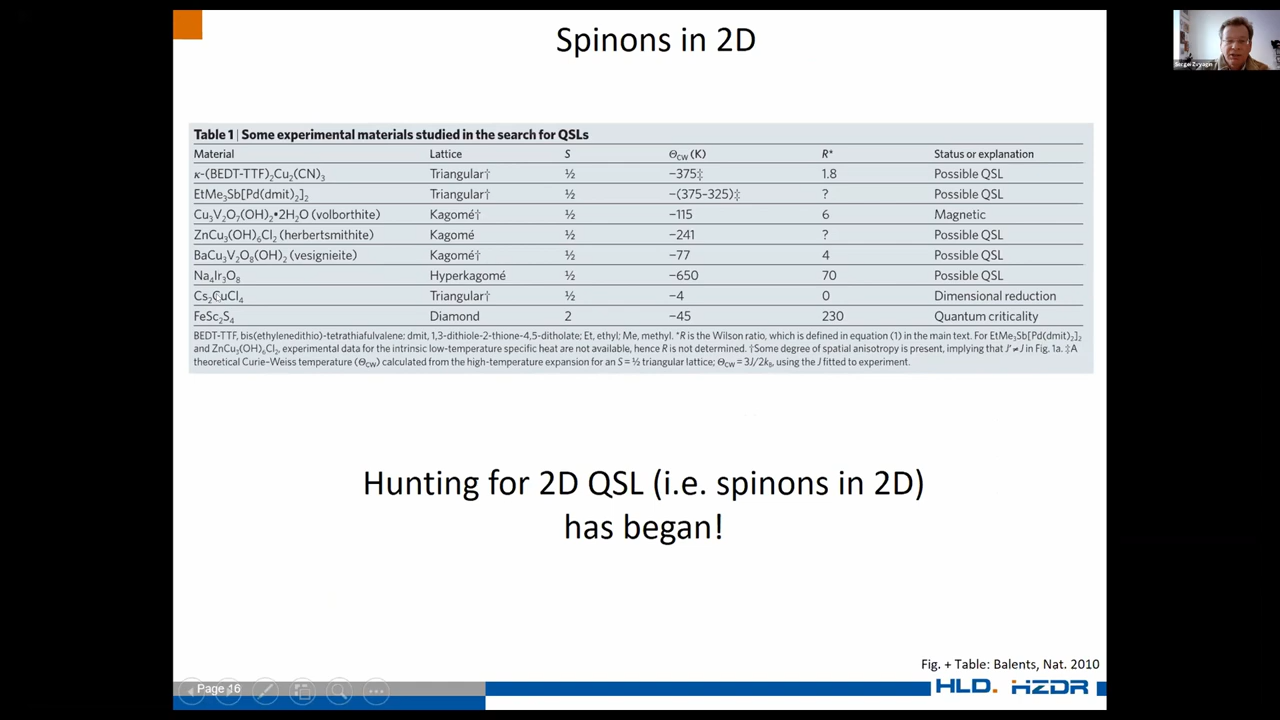 Spinons in 2D
Sergei Zvyagin
Table 1 | Some experimental materials studied in the search for QSLs
Material Lattice S Θ_CW (K) R* Status or explanation
κ-(BEDT-TTF)₂Cu₂(CN)₃ Triangular† ½ −375‡ 1.8 Possible QSL
EtMe₃Sb[Pd(dmit)₂]₂ Triangular† ½ −(375–325)‡ ? Possible QSL
Cu₃V₂O₇(OH)₂•2H₂O (volborthite) Kagomé† ½ −115 6 Magnetic
ZnCu₃(OH)₆Cl₂ (herbertsmithite) Kagomé ½ −241 ? Possible QSL
BaCu₃V₂O₈(OH)₂ (vesignieite) Kagomé† ½ −77 4 Possible QSL
Na₄Ir₃O₈ Hyperkagomé ½ −650 70 Possible QSL
Cs₂CuCl₄ Triangular† ½ −4 0 Dimensional reduction
FeSc₂S₄ Diamond 2 −45 230 Quantum criticality
BEDT-TTF, bis(ethylenedithio)-tetrathiafulvalene; dmit, 1,3-dithiole-2-thione-4,5-ditholate; Et, ethyl; Me, methyl. *R is the Wilson ratio, which is defined in equation (1) in the main text. For EtMe₃Sb[Pd(dmit)₂]₂
and ZnCu₃(OH)₆Cl₂, experimental data for the intrinsic low-temperature specific heat are not available, hence R is not determined. †Some degree of spatial anisotropy is present, implying that J′ ≠ J in Fig. 1a. ‡A
theoretical Curie–Weiss temperature (Θ_CW) calculated from the high-temperature expansion for an S = ½ triangular lattice; Θ_CW = 3J/2k_B, using the J fitted to experiment.
Hunting for 2D QSL (i.e. spinons in 2D)
has began!
Fig. + Table: Balents, Nat. 2010
Page 16
HLD. HZDR